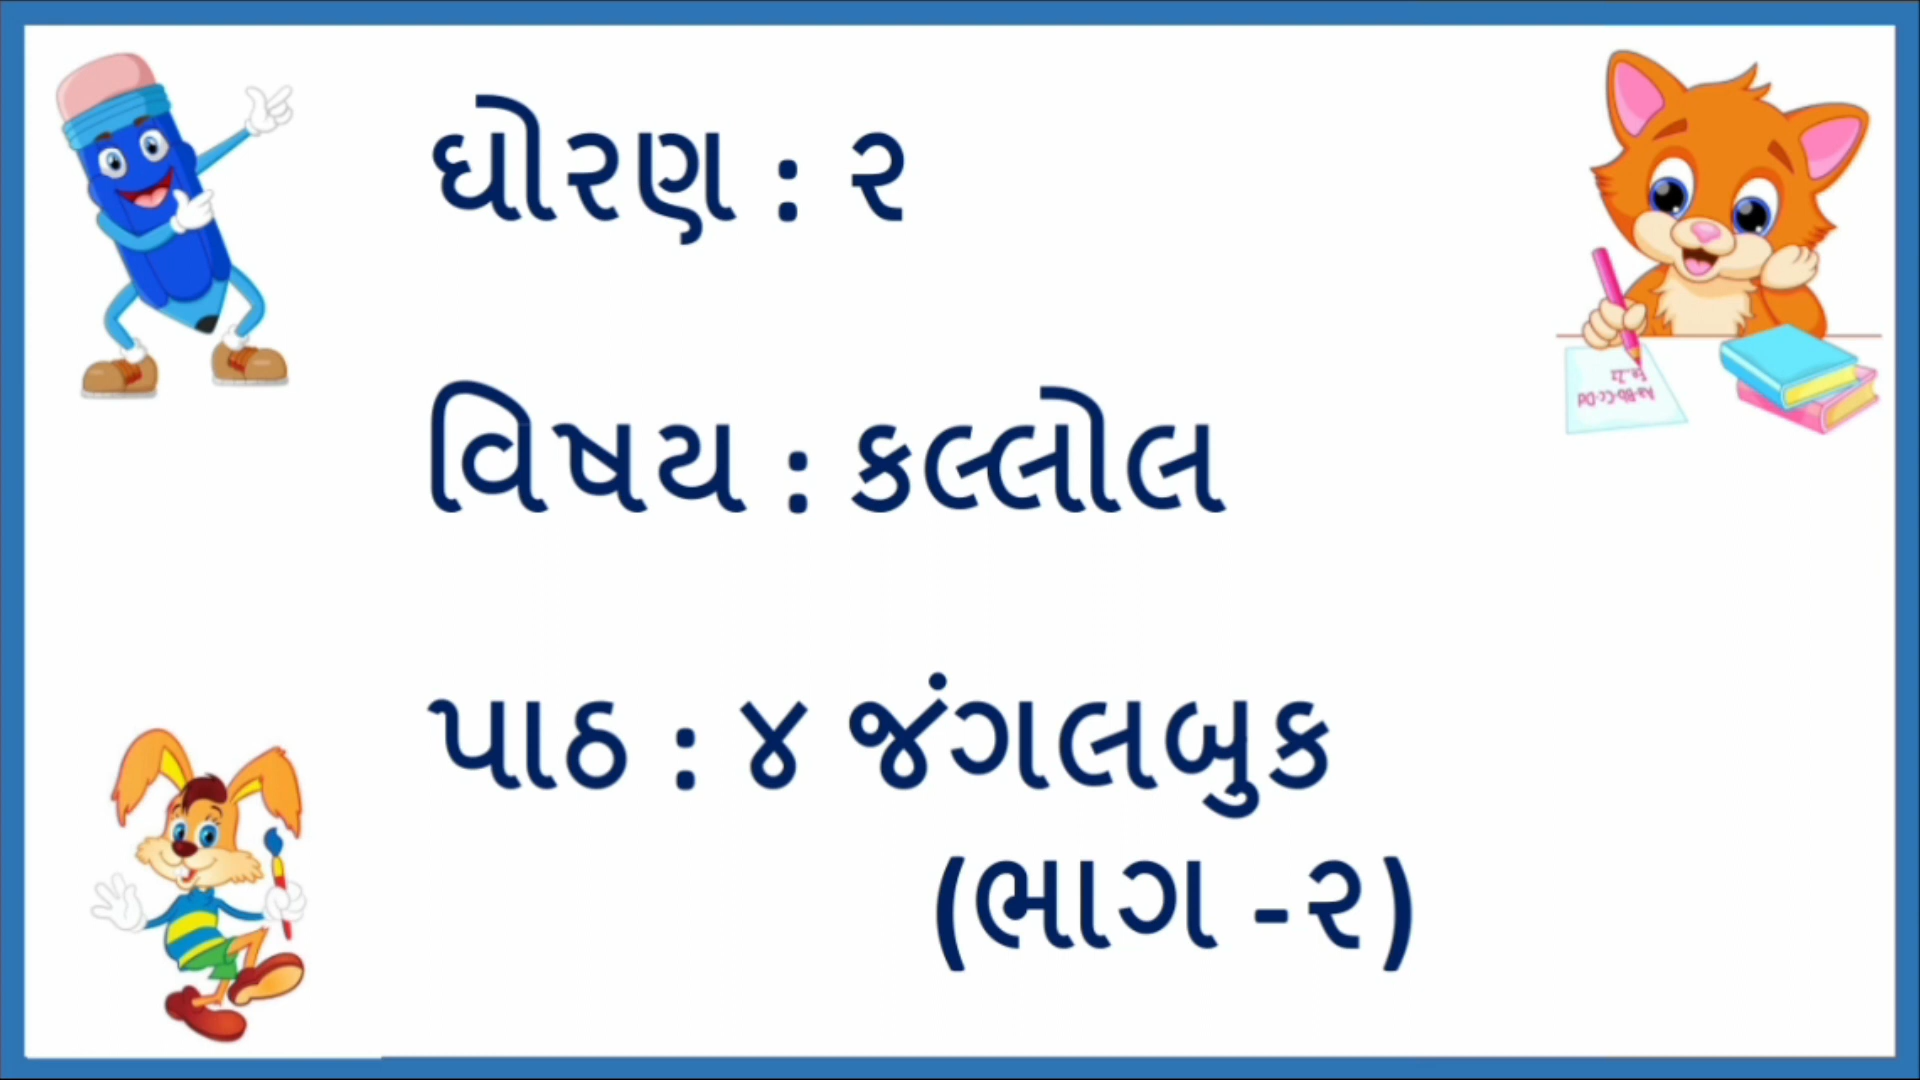 ધોરણ : ૨
વિષય : કલ્લોલ
પાઠ : ૪ જંગલબુક
(ભાગ -૨)